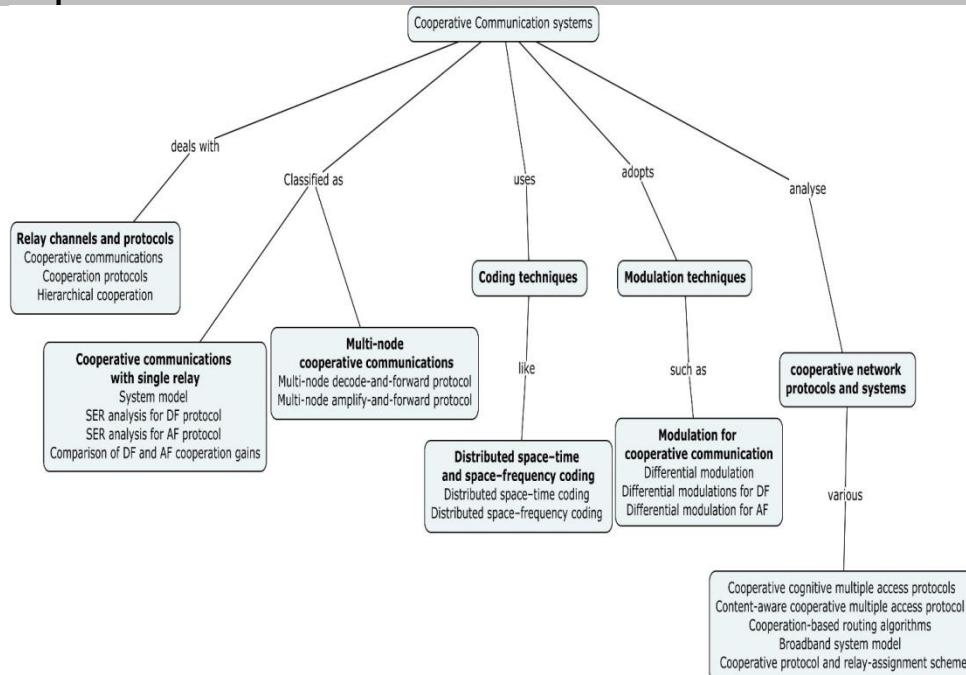 Cooperative Communication systems
deals with
Classified as
uses
adopts
analyse
Relay channels and protocols
Cooperative communications
Cooperation protocols
Hierarchical cooperation
Coding techniques
Modulation techniques
Cooperative communications
with single relay
System model
SER analysis for DF protocol
SER analysis for AF protocol
Comparison of DF and AF cooperation gains
Multi-node
cooperative communications
Multi-node decode-and-forward protocol
Multi-node amplify-and-forward protocol
like
such as
cooperative network
protocols and systems
Distributed space–time
and space–frequency coding
Distributed space–time coding
Distributed space–frequency coding
Modulation for
cooperative communication
Differential modulation
Differential modulations for DF
Differential modulation for AF
various
Cooperative cognitive multiple access protocols
Content-aware cooperative multiple access protocol
Cooperation-based routing algorithms
Broadband system model
Cooperative protocol and relay-assignment scheme